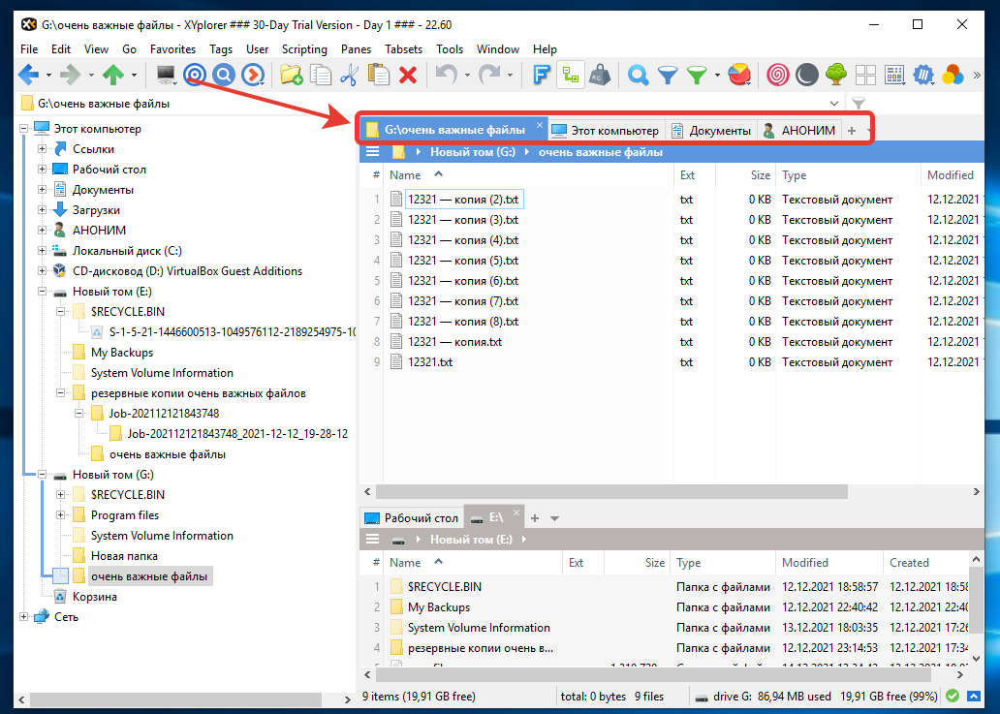 G:\очень важные файлы - XYplorer ### 30-Day Trial Version - Day 1 ### - 22.60
File Edit View Go Favorites Tags User Scripting Panes Tabsets Tools Window Help
G:\очень важные файлы
Этот компьютер
Ссылки
Рабочий стол
Документы
Загрузки
АНОНИМ
Локальный диск (C:)
CD-дисковод (D:) VirtualBox Guest Additions
Новый том (E:)
$RECYCLE.BIN
S-1-5-21-1446600513-1049576112-2189254975-10
My Backups
System Volume Information
резервные копии очень важных файлов
Job-202112121843748
Job-202112121843748_2021-12-12_19-28-12
очень важные файлы
Новый том (G:)
$RECYCLE.BIN
Program files
System Volume Information
Новая папка
очень важные файлы
Корзина
Сеть
G:\очень важные файлы Этот компьютер Документы АНОНИМ
Новый том (G:) очень важные файлы
# Name Ext Size Type Modified
1 12321 — копия (2).txt txt 0 KB Текстовый документ 12.12.2021
2 12321 — копия (3).txt txt 0 KB Текстовый документ 12.12.2021
3 12321 — копия (4).txt txt 0 KB Текстовый документ 12.12.2021
4 12321 — копия (5).txt txt 0 KB Текстовый документ 12.12.2021
5 12321 — копия (6).txt txt 0 KB Текстовый документ 12.12.2021
6 12321 — копия (7).txt txt 0 KB Текстовый документ 12.12.2021
7 12321 — копия (8).txt txt 0 KB Текстовый документ 12.12.2021
8 12321 — копия.txt txt 0 KB Текстовый документ 12.12.2021
9 12321.txt txt 0 KB Текстовый документ 12.12.2021
Рабочий стол E:\
Новый том (E:)
# Name Ext Size Type Modified Created
1 $RECYCLE.BIN Папка с файлами 12.12.2021 18:58:57 12.12.2021 18:58
2 My Backups Папка с файлами 12.12.2021 22:40:42 12.12.2021 22:40
3 System Volume Information Папка с файлами 13.12.2021 18:03:35 12.12.2021 17:26
4 резервные копии очень в... Папка с файлами 12.12.2021 23:14:53 12.12.2021 17:34
9 items (19,91 GB free) total: 0 bytes 9 files drive G: 86,94 MB used 19,91 GB free (99%)